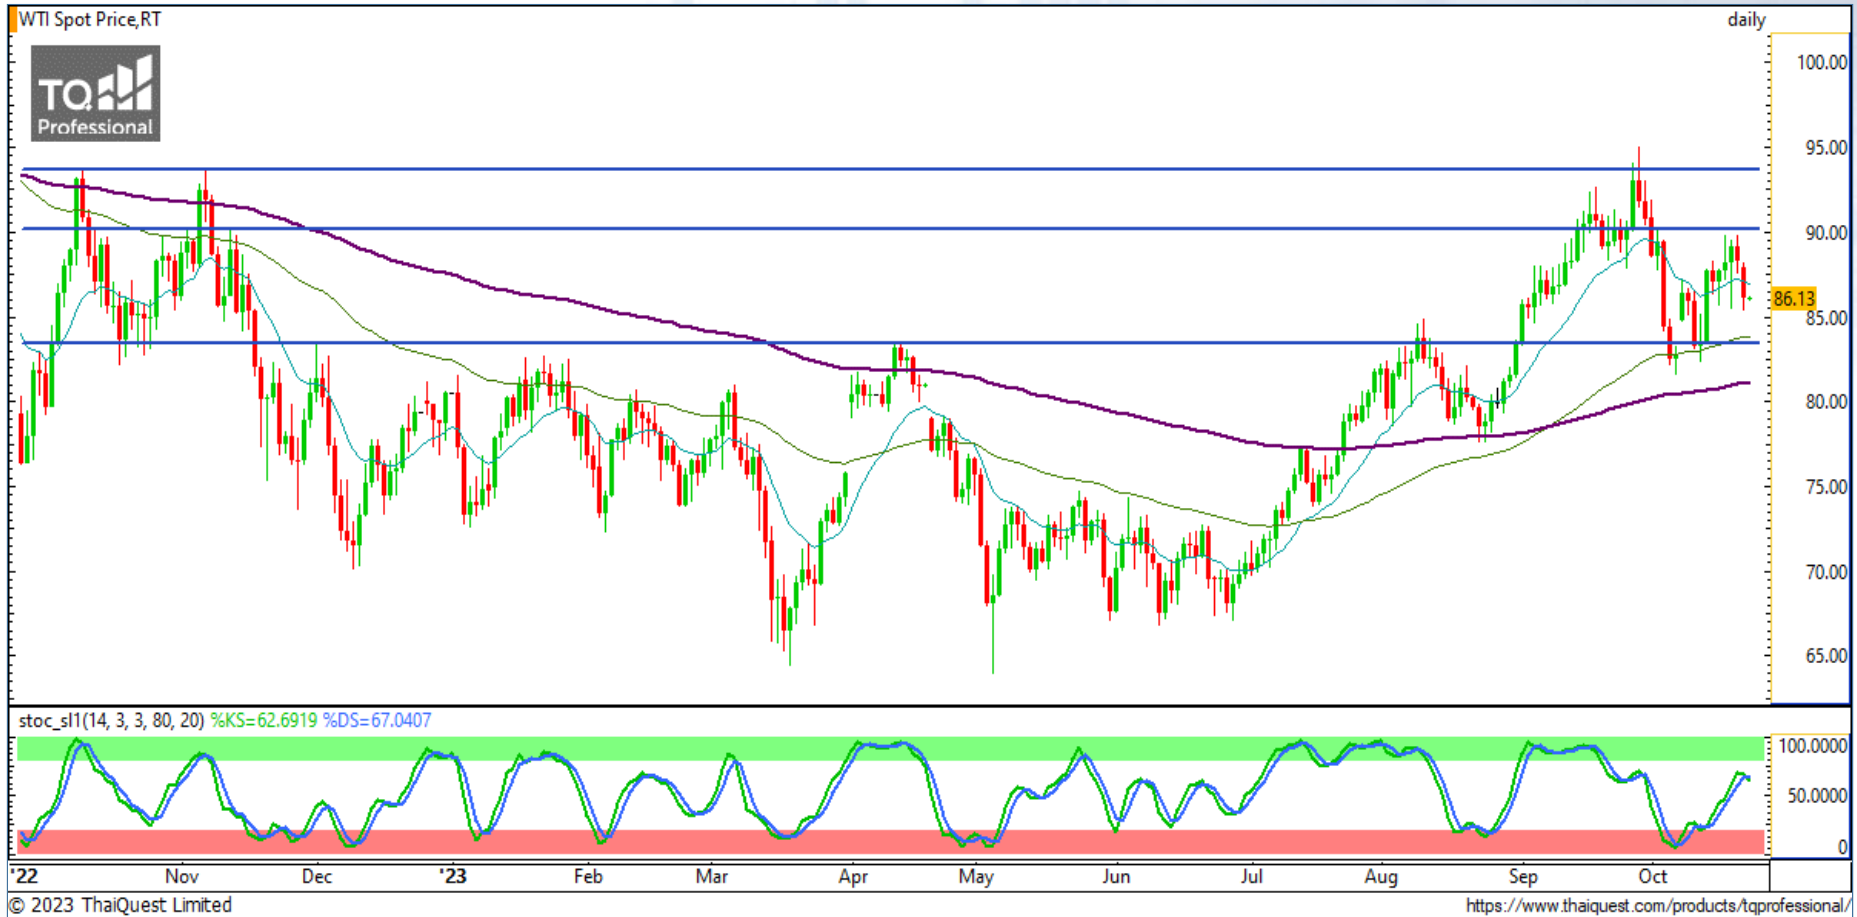 WTI Spot Price,RT
daily
TQ
Professional
100.00
95.00
90.00
86.13
85.00
80.00
75.00
70.00
65.00
stoc_sl1(14, 3, 3, 80, 20) %KS=62.6919 %DS=67.0407
100.0000
50.0000
0
'22 Nov Dec '23 Feb Mar Apr May Jun Jul Aug Sep Oct
© 2023 ThaiQuest Limited
https://www.thaiquest.com/products/tqprofessional/